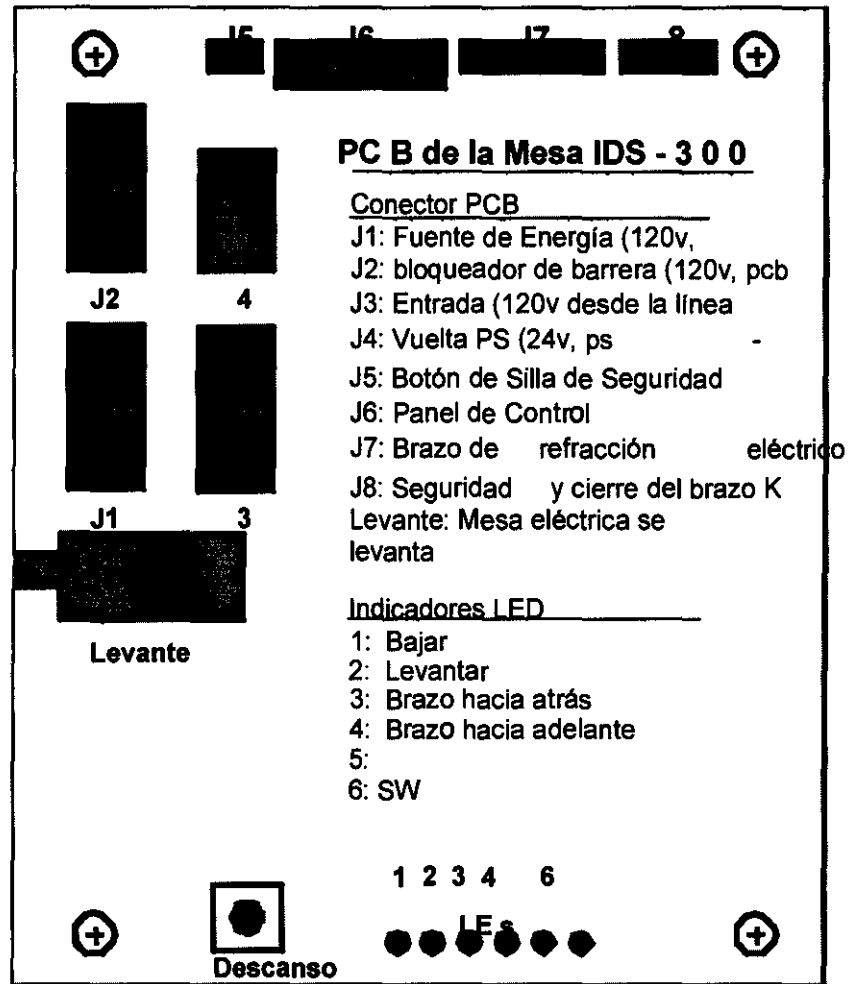 J5 J6 J7 8
PC B de la Mesa IDS - 3 0 0
Conector PCB
J1: Fuente de Energía (120v,
J2: bloqueador de barrera (120v, pcb
J3: Entrada (120v desde la línea
J4: Vuelta PS (24v, ps -
J5: Botón de Silla de Seguridad
J6: Panel de Control
J7: Brazo de refracción eléctrico
J8: Seguridad y cierre del brazo K
Levante: Mesa eléctrica se
levanta
J2 4
J1 3
Levante
Indicadores LED
1: Bajar
2: Levantar
3: Brazo hacia atrás
4: Brazo hacia adelante
5:
6: SW
1 2 3 4 6
LE s
Descanso